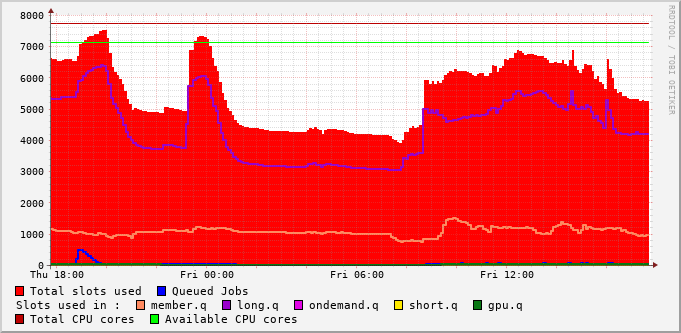 8000
7000
6000
5000
4000
3000
2000
1000
0
Thu 18:00 Fri 00:00 Fri 06:00 Fri 12:00
RRDTOOL / TOBI OETIKER
Total slots used Queued Jobs
Slots used in : member.q long.q ondemand.q short.q gpu.q
Total CPU cores Available CPU cores